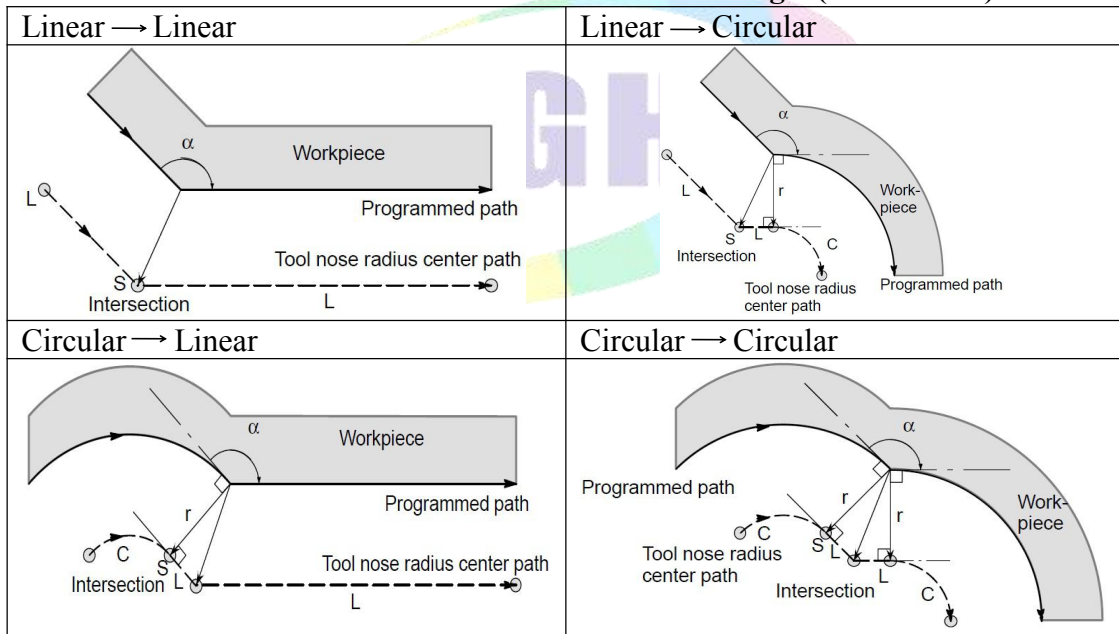 Linear → Linear
Linear → Circular
α
Workpiece
Programmed path
L
Tool nose radius center path
S
Intersection
L
α
Work-
piece
L
r
S
L
Intersection
C
Tool nose radius
center path
Programmed path
Circular → Linear
Circular → Circular
α
Workpiece
Programmed path
r
C
S
Intersection
L
Tool nose radius center path
L
α
Programmed path
Work-
piece
r
r
C
S
L
Tool nose radius
center path
Intersection
L
C